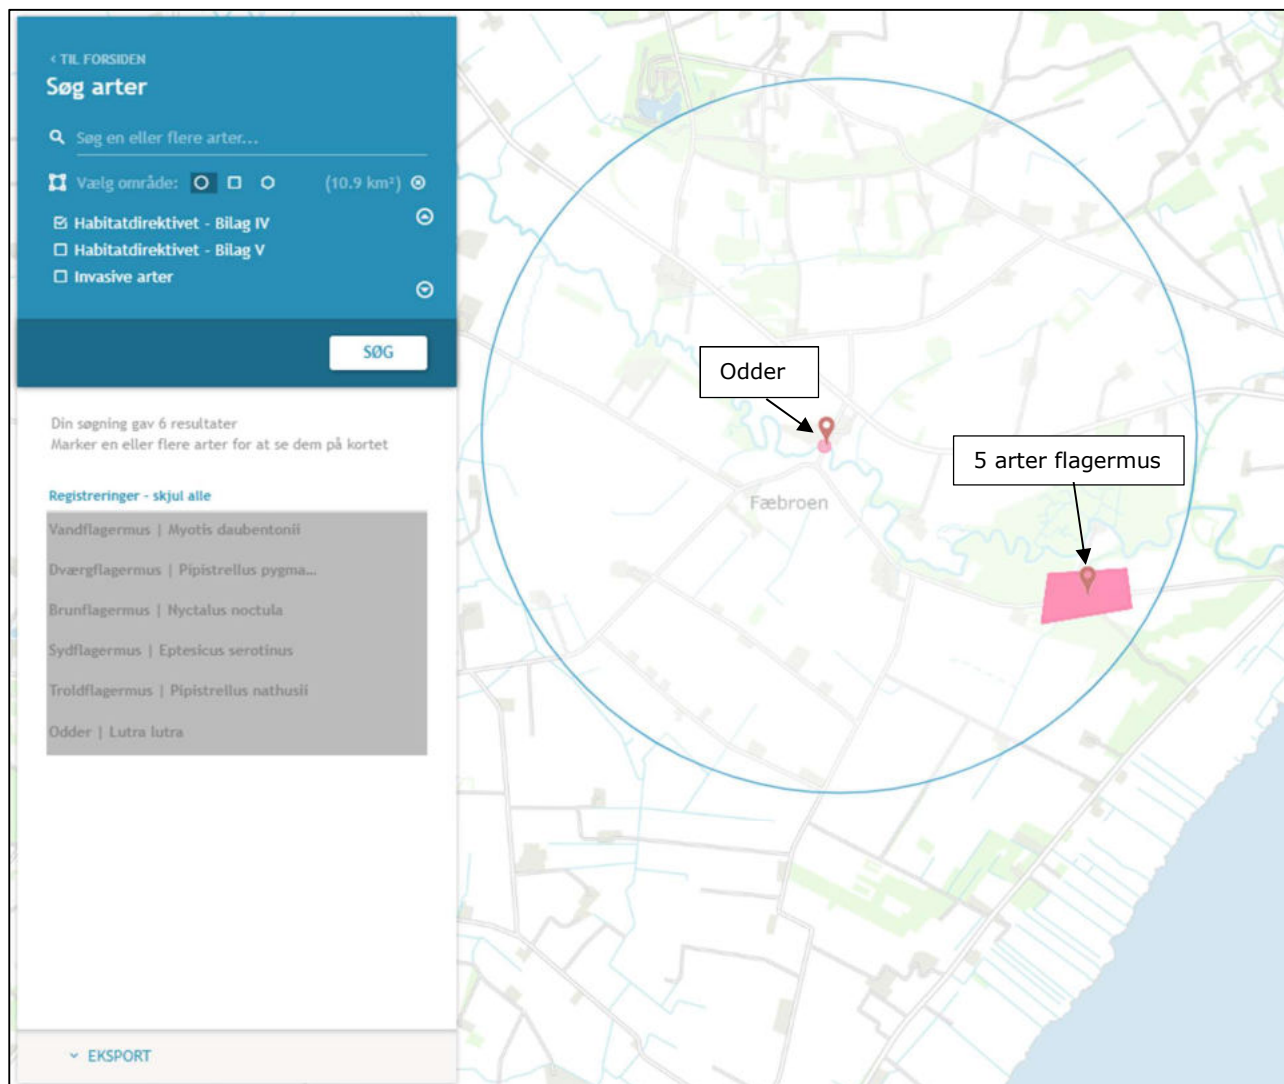 ‹ TIL FORSIDEN
Søg arter
Søg en eller flere arter...
Vælg område: (10.9 km²)
Habitatdirektivet - Bilag IV
Habitatdirektivet - Bilag V
Invasive arter
SØG
Din søgning gav 6 resultater
Marker en eller flere arter for at se dem på kortet
Registreringer - skjul alle
Vandflagermus | Myotis daubentonii
Dværgflagermus | Pipistrellus pygma...
Brunflagermus | Nyctalus noctula
Sydflagermus | Eptesicus serotinus
Troldflagermus | Pipistrellus nathusii
Odder | Lutra lutra
EKSPORT
Odder
5 arter flagermus
Fæbroen